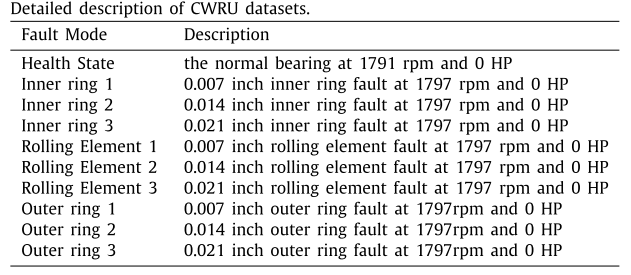 Detailed description of CWRU datasets.
Fault Mode Description
Health State the normal bearing at 1791 rpm and 0 HP
Inner ring 1 0.007 inch inner ring fault at 1797 rpm and 0 HP
Inner ring 2 0.014 inch inner ring fault at 1797 rpm and 0 HP
Inner ring 3 0.021 inch inner ring fault at 1797 rpm and 0 HP
Rolling Element 1 0.007 inch rolling element fault at 1797 rpm and 0 HP
Rolling Element 2 0.014 inch rolling element fault at 1797 rpm and 0 HP
Rolling Element 3 0.021 inch rolling element fault at 1797 rpm and 0 HP
Outer ring 1 0.007 inch outer ring fault at 1797rpm and 0 HP
Outer ring 2 0.014 inch outer ring fault at 1797rpm and 0 HP
Outer ring 3 0.021 inch outer ring fault at 1797rpm and 0 HP